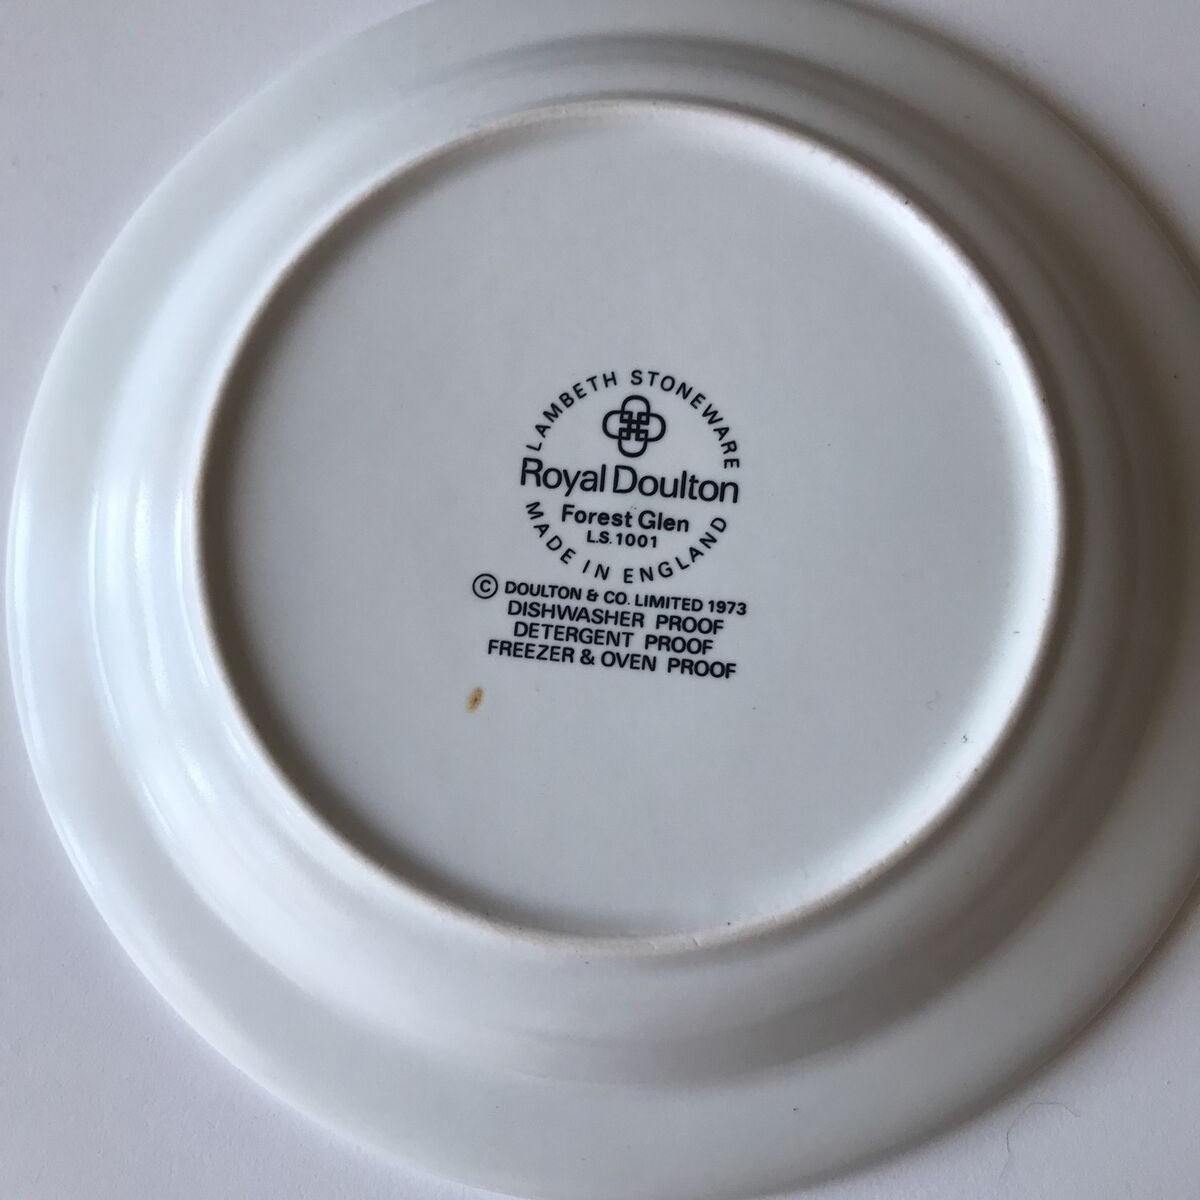 LAMBETH STONEWARE
Royal Doulton
Forest Glen
L.S. 1001
MADE IN ENGLAND
© DOULTON & CO. LIMITED 1973
DISHWASHER PROOF
DETERGENT PROOF
FREEZER & OVEN PROOF